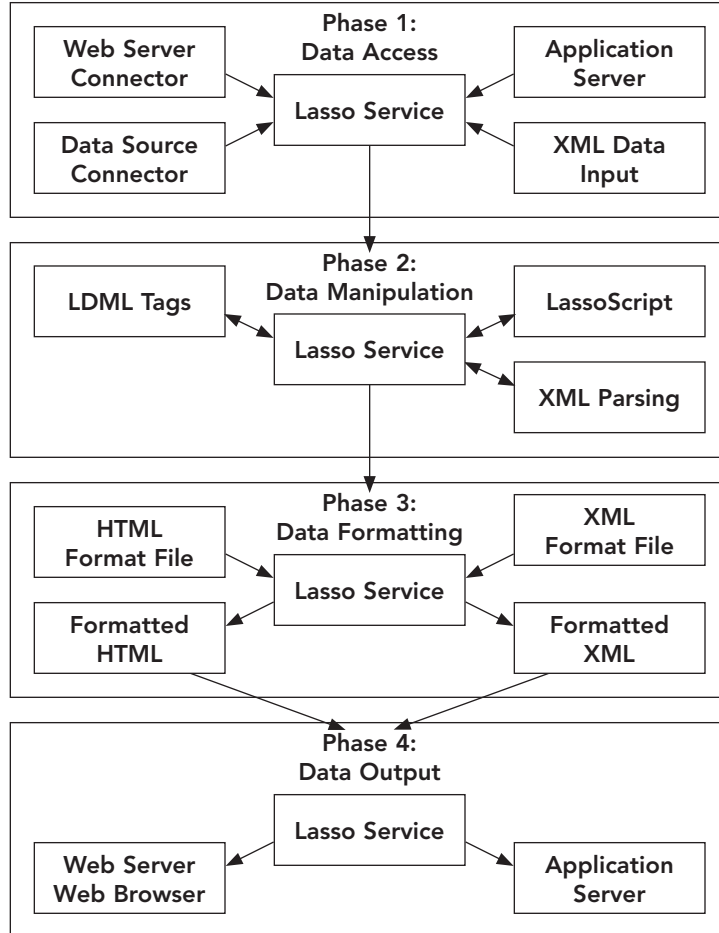 Phase 1:
Data Access
Web Server
Connector
Application
Server
Lasso Service
Data Source
Connector
XML Data
Input
Phase 2:
Data Manipulation
LDML Tags
LassoScript
Lasso Service
XML Parsing
Phase 3:
Data Formatting
HTML
Format File
XML
Format File
Lasso Service
Formatted
HTML
Formatted
XML
Phase 4:
Data Output
Lasso Service
Web Server
Web Browser
Application
Server